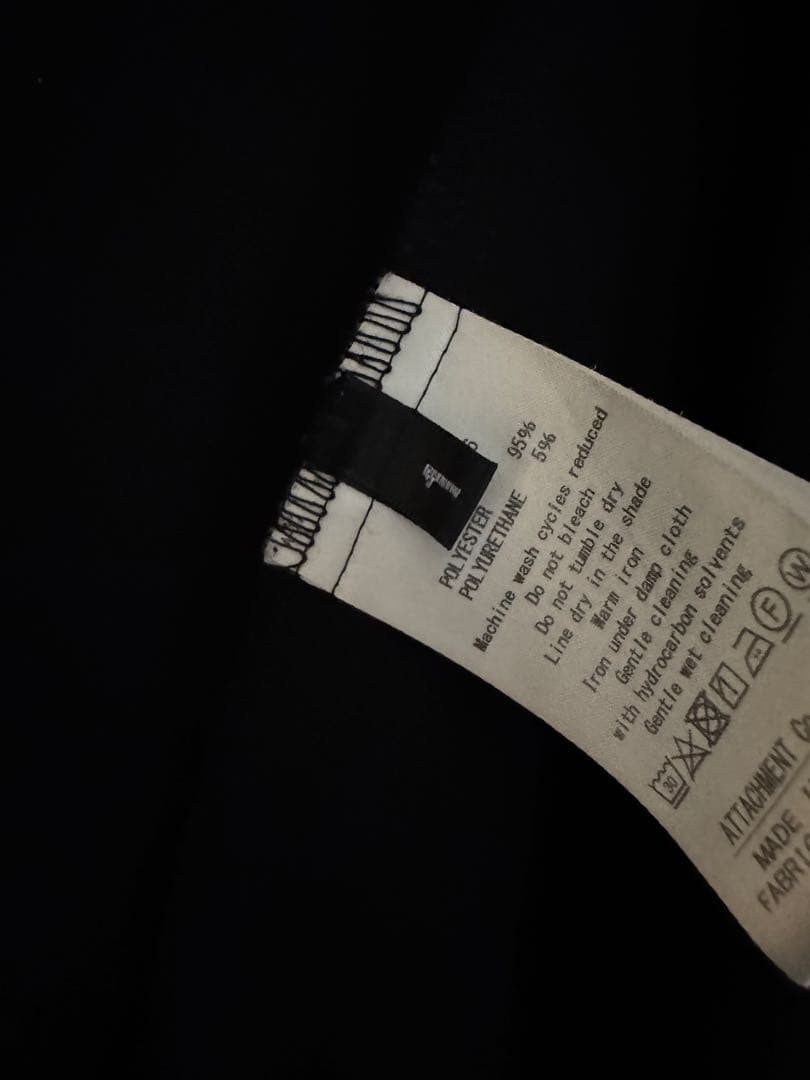 95%
5%
POLYESTER
POLYURETHANE
Machine wash cycles reduced
Do not bleach
Do not tumble dry
Line dry in the shade
Warm iron
Iron under damp cloth
Gentle cleaning
with hydrocarbon solvents
Gentle wet cleaning
30 F W
ATTACHMENT
MADE